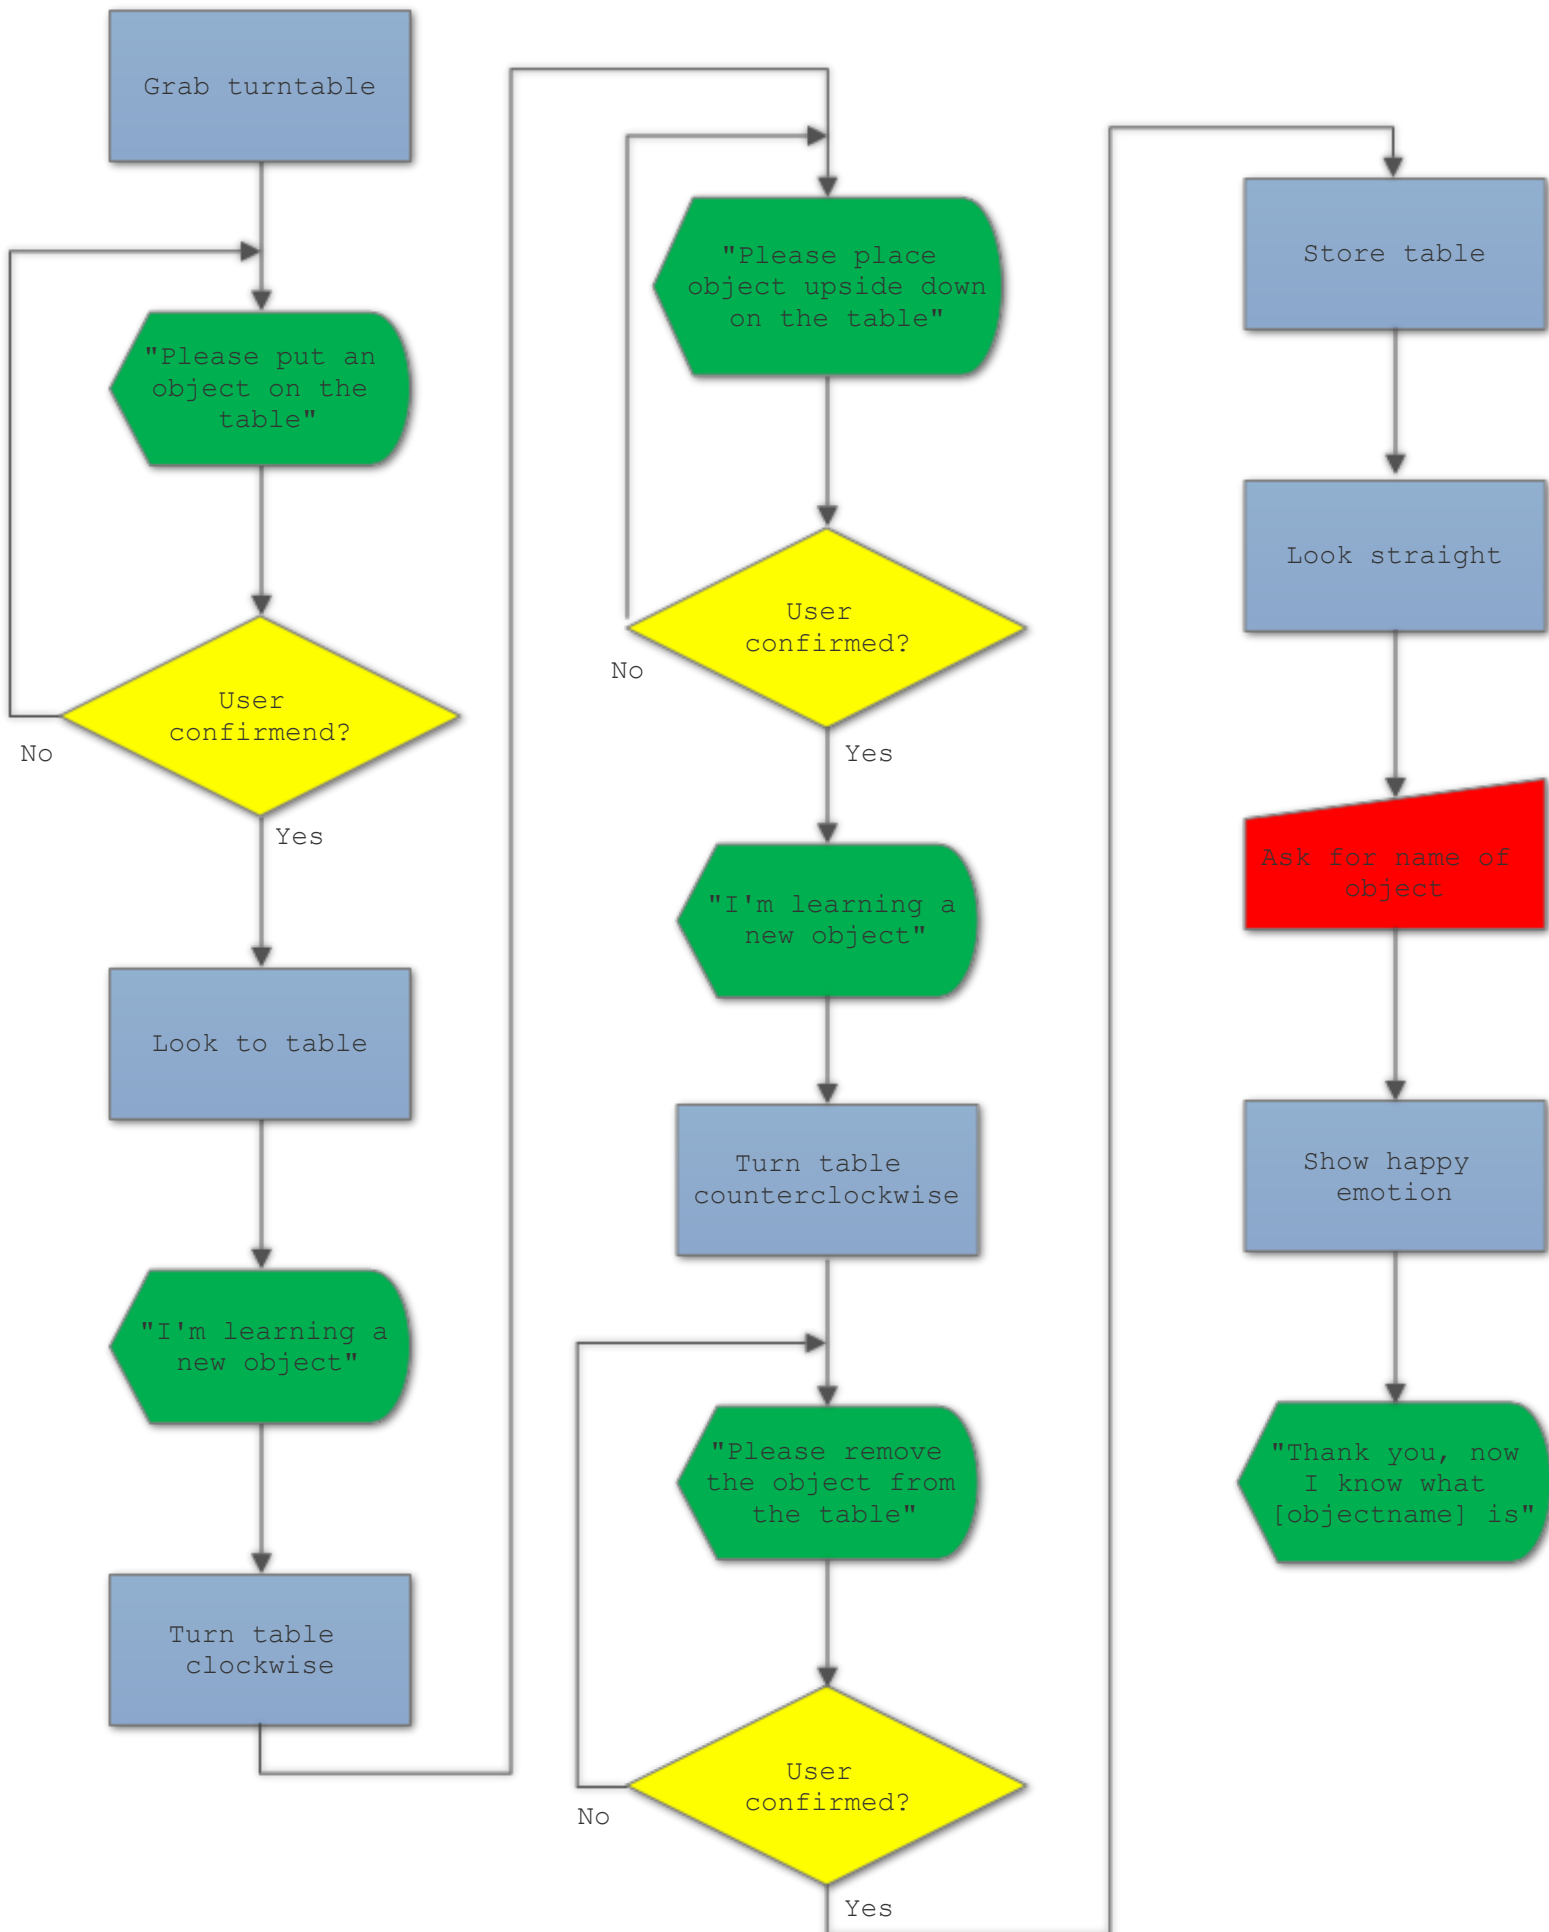 Grab turntable
"Please put an
object on the
table"
User
confirmend?
No
Yes
Look to table
"I'm learning a
new object"
Turn table
clockwise
"Please place
object upside down
on the table"
User
confirmed?
No
Yes
"I'm learning a
new object"
Turn table
counterclockwise
"Please remove
the object from
the table"
User
confirmed?
No
Yes
Store table
Look straight
Ask for name of
object
Show happy
emotion
"Thank you, now
I know what
[objectname] is"